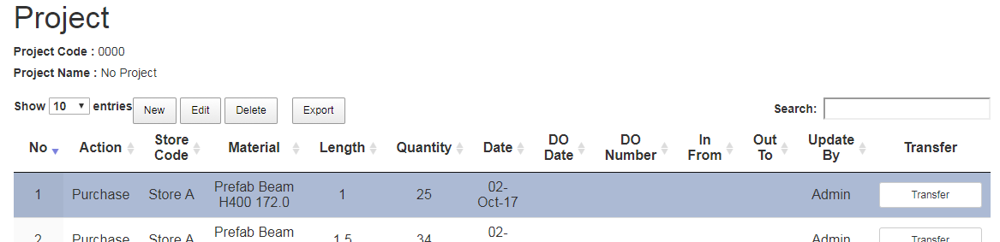 Project
Project Code : 0000
Project Name : No Project
Show 10 entries New Edit Delete Export Search:
No Action Store Code Material Length Quantity Date DO Date DO Number In From Out To Update By Transfer
1 Purchase Store A Prefab Beam H400 172.0 1 25 02-Oct-17 Admin Transfer
2 Purchase Store A Prefab Beam 1.5 34 02- Admin Transfer